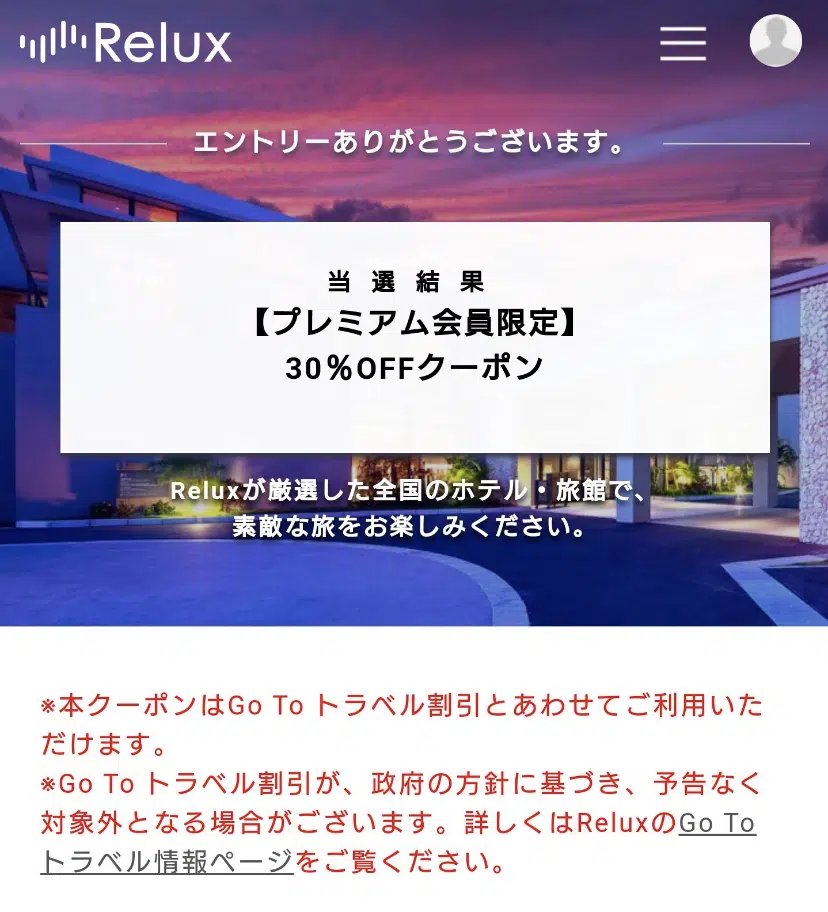 Relux
エントリーありがとうございます。
当選結果
【プレミアム会員限定】
30%OFFクーポン
Reluxが厳選した全国のホテル・旅館で、
素敵な旅をお楽しみください。
※本クーポンはGo To トラベル割引とあわせてご利用いた
だけます。
※Go To トラベル割引が、政府の方針に基づき、予告なく
対象外となる場合がございます。詳しくはReluxのGo To
トラベル情報ページをご覧ください。